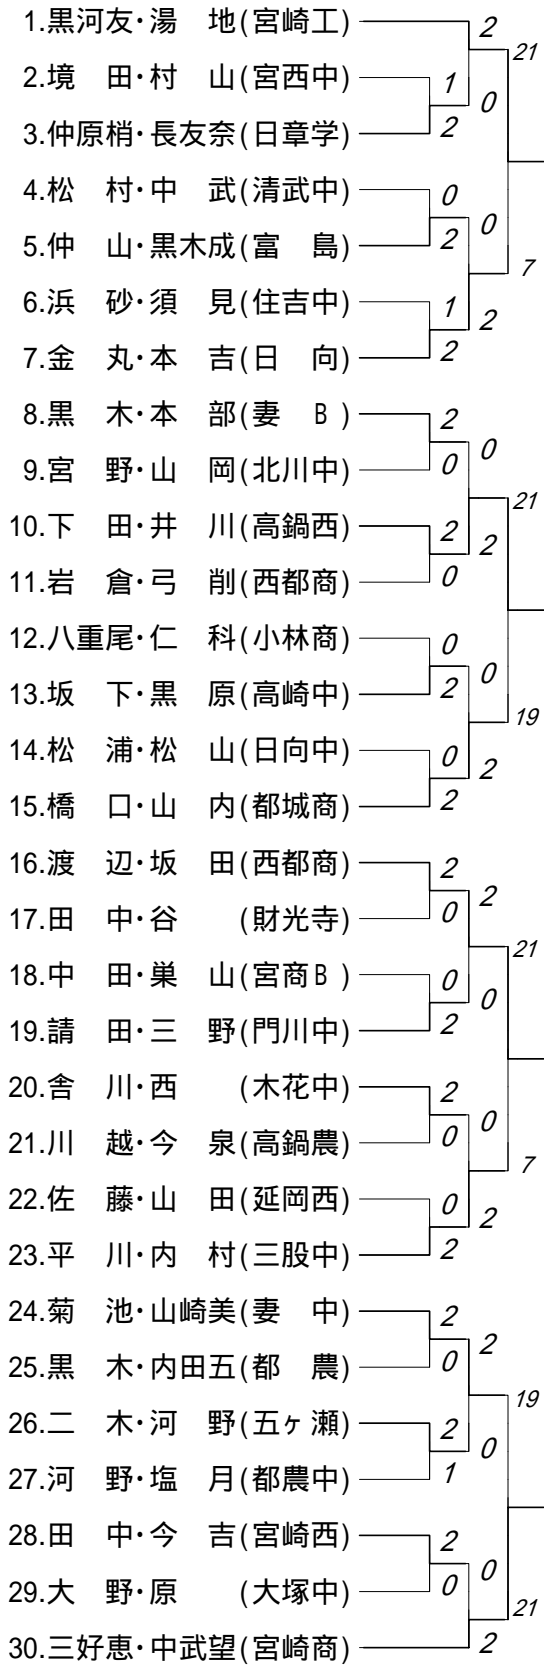 1.黒河友・湯　地(宮崎工) 2
21
2.境　田・村　山(宮西中) 1
0
3.仲原梢・長友奈(日章学) 2
4.松　村・中　武(清武中) 0
0
5.仲　山・黒木成(富　島) 2
7
6.浜　砂・須　見(住吉中) 1
2
7.金　丸・本　吉(日　向) 2
8.黒　木・本　部(妻　B ) 2
0
9.宮　野・山　岡(北川中) 0
21
10.下　田・井　川(高鍋西) 2
2
11.岩　倉・弓　削(西都商) 0
12.八重尾・仁　科(小林商) 0
0
13.坂　下・黒　原(高崎中) 2
19
14.松　浦・松　山(日向中) 0
2
15.橋　口・山　内(都城商) 2
16.渡　辺・坂　田(西都商) 2
2
17.田　中・谷　　(財光寺) 0
21
18.中　田・巣　山(宮商B ) 0
0
19.請　田・三　野(門川中) 2
20.舎　川・西　　(木花中) 2
0
21.川　越・今　泉(高鍋農) 0
7
22.佐　藤・山　田(延岡西) 0
2
23.平　川・内　村(三股中) 2
24.菊　池・山崎美(妻　中) 2
2
25.黒　木・内田五(都　農) 0
19
26.二　木・河　野(五ヶ瀬) 2
0
27.河　野・塩　月(都農中) 1
28.田　中・今　吉(宮崎西) 2
0
29.大　野・原　　(大塚中) 0
21
30.三好恵・中武望(宮崎商) 2